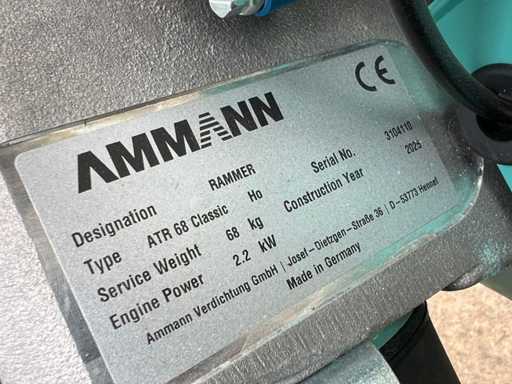 AMMANN CE
Designation RAMMER Serial No. 3104110
Type ATR 68 Classic Ho Construction Year 2025
Service Weight 68 kg
Engine Power 2.2 kW
Ammann Verdichtung GmbH | Josef-Dietzgen-Straße 36 | D-53773 Hennef
Made in Germany